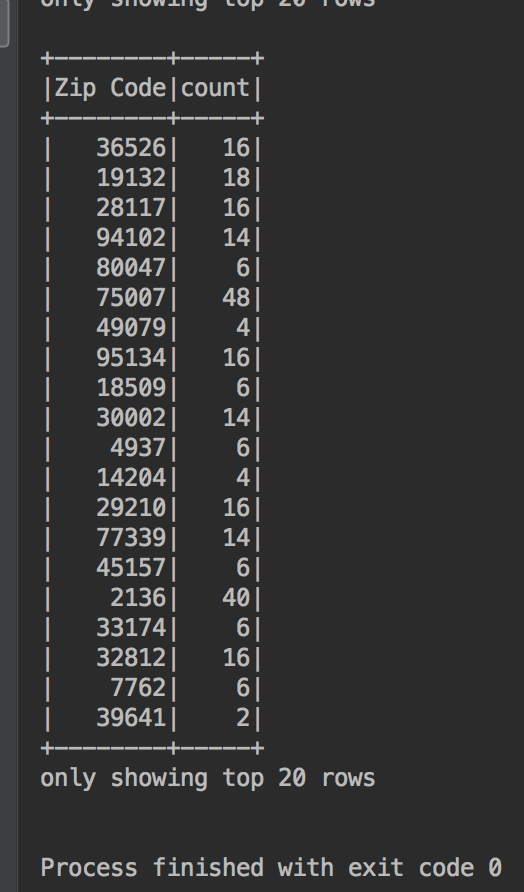 only showing top 20 rows
+--------+-----+
|Zip Code|count|
+--------+-----+
|   36526|   16|
|   19132|   18|
|   28117|   16|
|   94102|   14|
|   80047|    6|
|   75007|   48|
|   49079|    4|
|   95134|   16|
|   18509|    6|
|   30002|   14|
|    4937|    6|
|   14204|    4|
|   29210|   16|
|   77339|   14|
|   45157|    6|
|    2136|   40|
|   33174|    6|
|   32812|   16|
|    7762|    6|
|   39641|    2|
+--------+-----+
only showing top 20 rows
Process finished with exit code 0